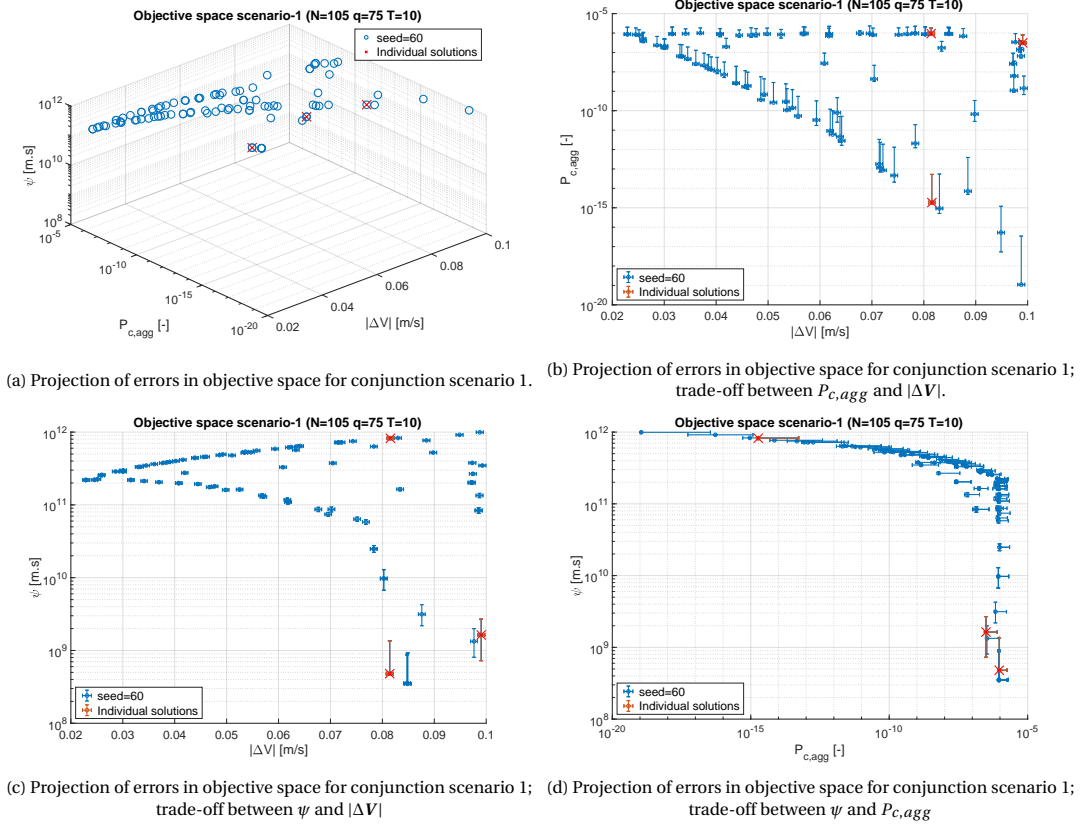 Objective space scenario-1 (N=105 q=75 T=10)
seed=60
Individual solutions
10^12
10^10
10^8
ψ [m.s]
10^-5
10^-10
10^-15
10^-20
P_c,agg [-]
0.02
0.04
0.06
0.08
0.1
|ΔV| [m/s]
(a) Projection of errors in objective space for conjunction scenario 1.
Objective space scenario-1 (N=105 q=75 T=10)
10^-5
10^-10
10^-15
10^-20
P_c,agg [-]
seed=60
Individual solutions
0.02 0.03 0.04 0.05 0.06 0.07 0.08 0.09 0.1
|ΔV| [m/s]
(b) Projection of errors in objective space for conjunction scenario 1;
trade-off between P_c,agg and |ΔV|.
Objective space scenario-1 (N=105 q=75 T=10)
10^12
10^11
10^10
10^9
10^8
ψ [m.s]
seed=60
Individual solutions
0.02 0.03 0.04 0.05 0.06 0.07 0.08 0.09 0.1
|ΔV| [m/s]
(c) Projection of errors in objective space for conjunction scenario 1;
trade-off between ψ and |ΔV|
Objective space scenario-1 (N=105 q=75 T=10)
10^12
10^11
10^10
10^9
10^8
ψ [m.s]
seed=60
Individual solutions
10^-15 10^-10 10^-5
P_c,agg [-]
(d) Projection of errors in objective space for conjunction scenario 1;
trade-off between ψ and P_c,agg